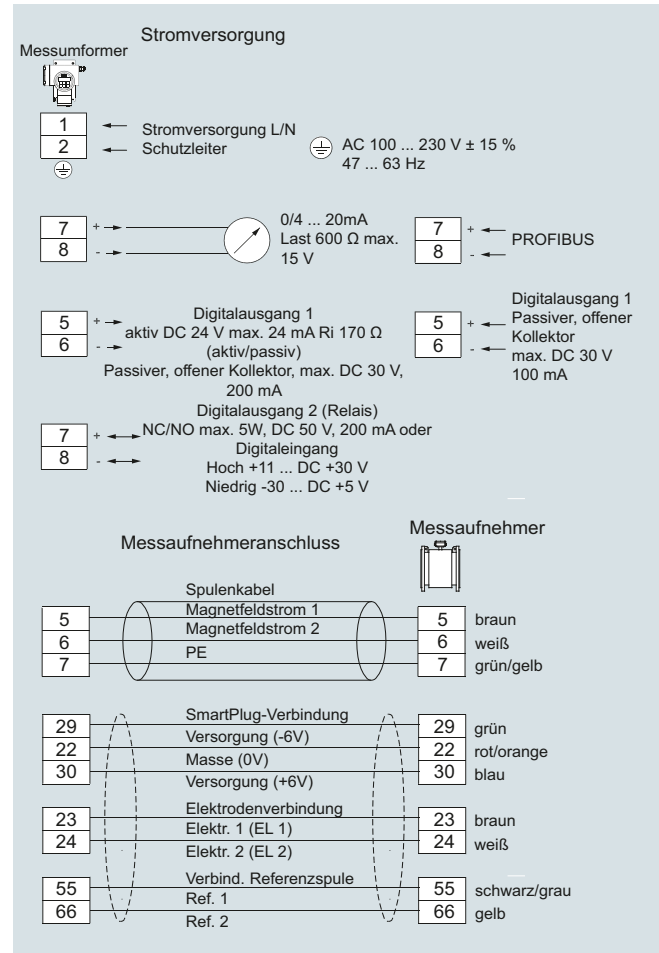 Stromversorgung
Messumformer
1
2
Stromversorgung L/N
Schutzleiter
AC 100 ... 230 V ± 15 %
47 ... 63 Hz
7
8
+
-
0/4 ... 20mA
Last 600 Ω max.
15 V
7
8
+
-
PROFIBUS
5
6
+
-
Digitalausgang 1
aktiv DC 24 V max. 24 mA Ri 170 Ω
(aktiv/passiv)
Passiver, offener Kollektor, max. DC 30 V,
200 mA
5
6
+
-
Digitalausgang 1
Passiver, offener
Kollektor
max. DC 30 V
100 mA
7
8
+
-
Digitalausgang 2 (Relais)
NC/NO max. 5W, DC 50 V, 200 mA oder
Digitaleingang
Hoch +11 ... DC +30 V
Niedrig -30 ... DC +5 V
Messaufnehmeranschluss
Messaufnehmer
Spulenkabel
5 Magnetfeldstrom 1 5 braun
6 Magnetfeldstrom 2 6 weiß
7 PE 7 grün/gelb
SmartPlug-Verbindung
29 Versorgung (-6V) 29 grün
22 Masse (0V) 22 rot/orange
30 Versorgung (+6V) 30 blau
Elektrodenverbindung
23 Elektr. 1 (EL 1) 23 braun
24 Elektr. 2 (EL 2) 24 weiß
Verbind. Referenzspule
55 Ref. 1 55 schwarz/grau
66 Ref. 2 66 gelb